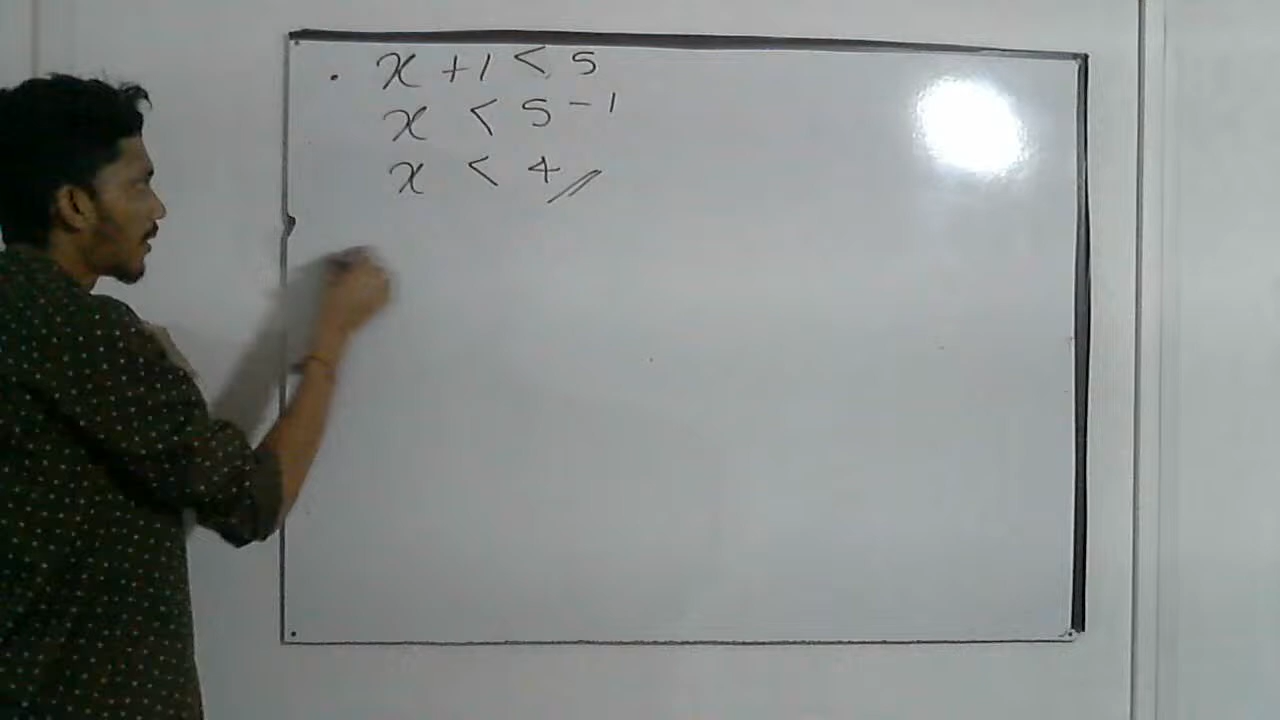 . x + 1 < 5
x < 5 - 1
x < 4 //